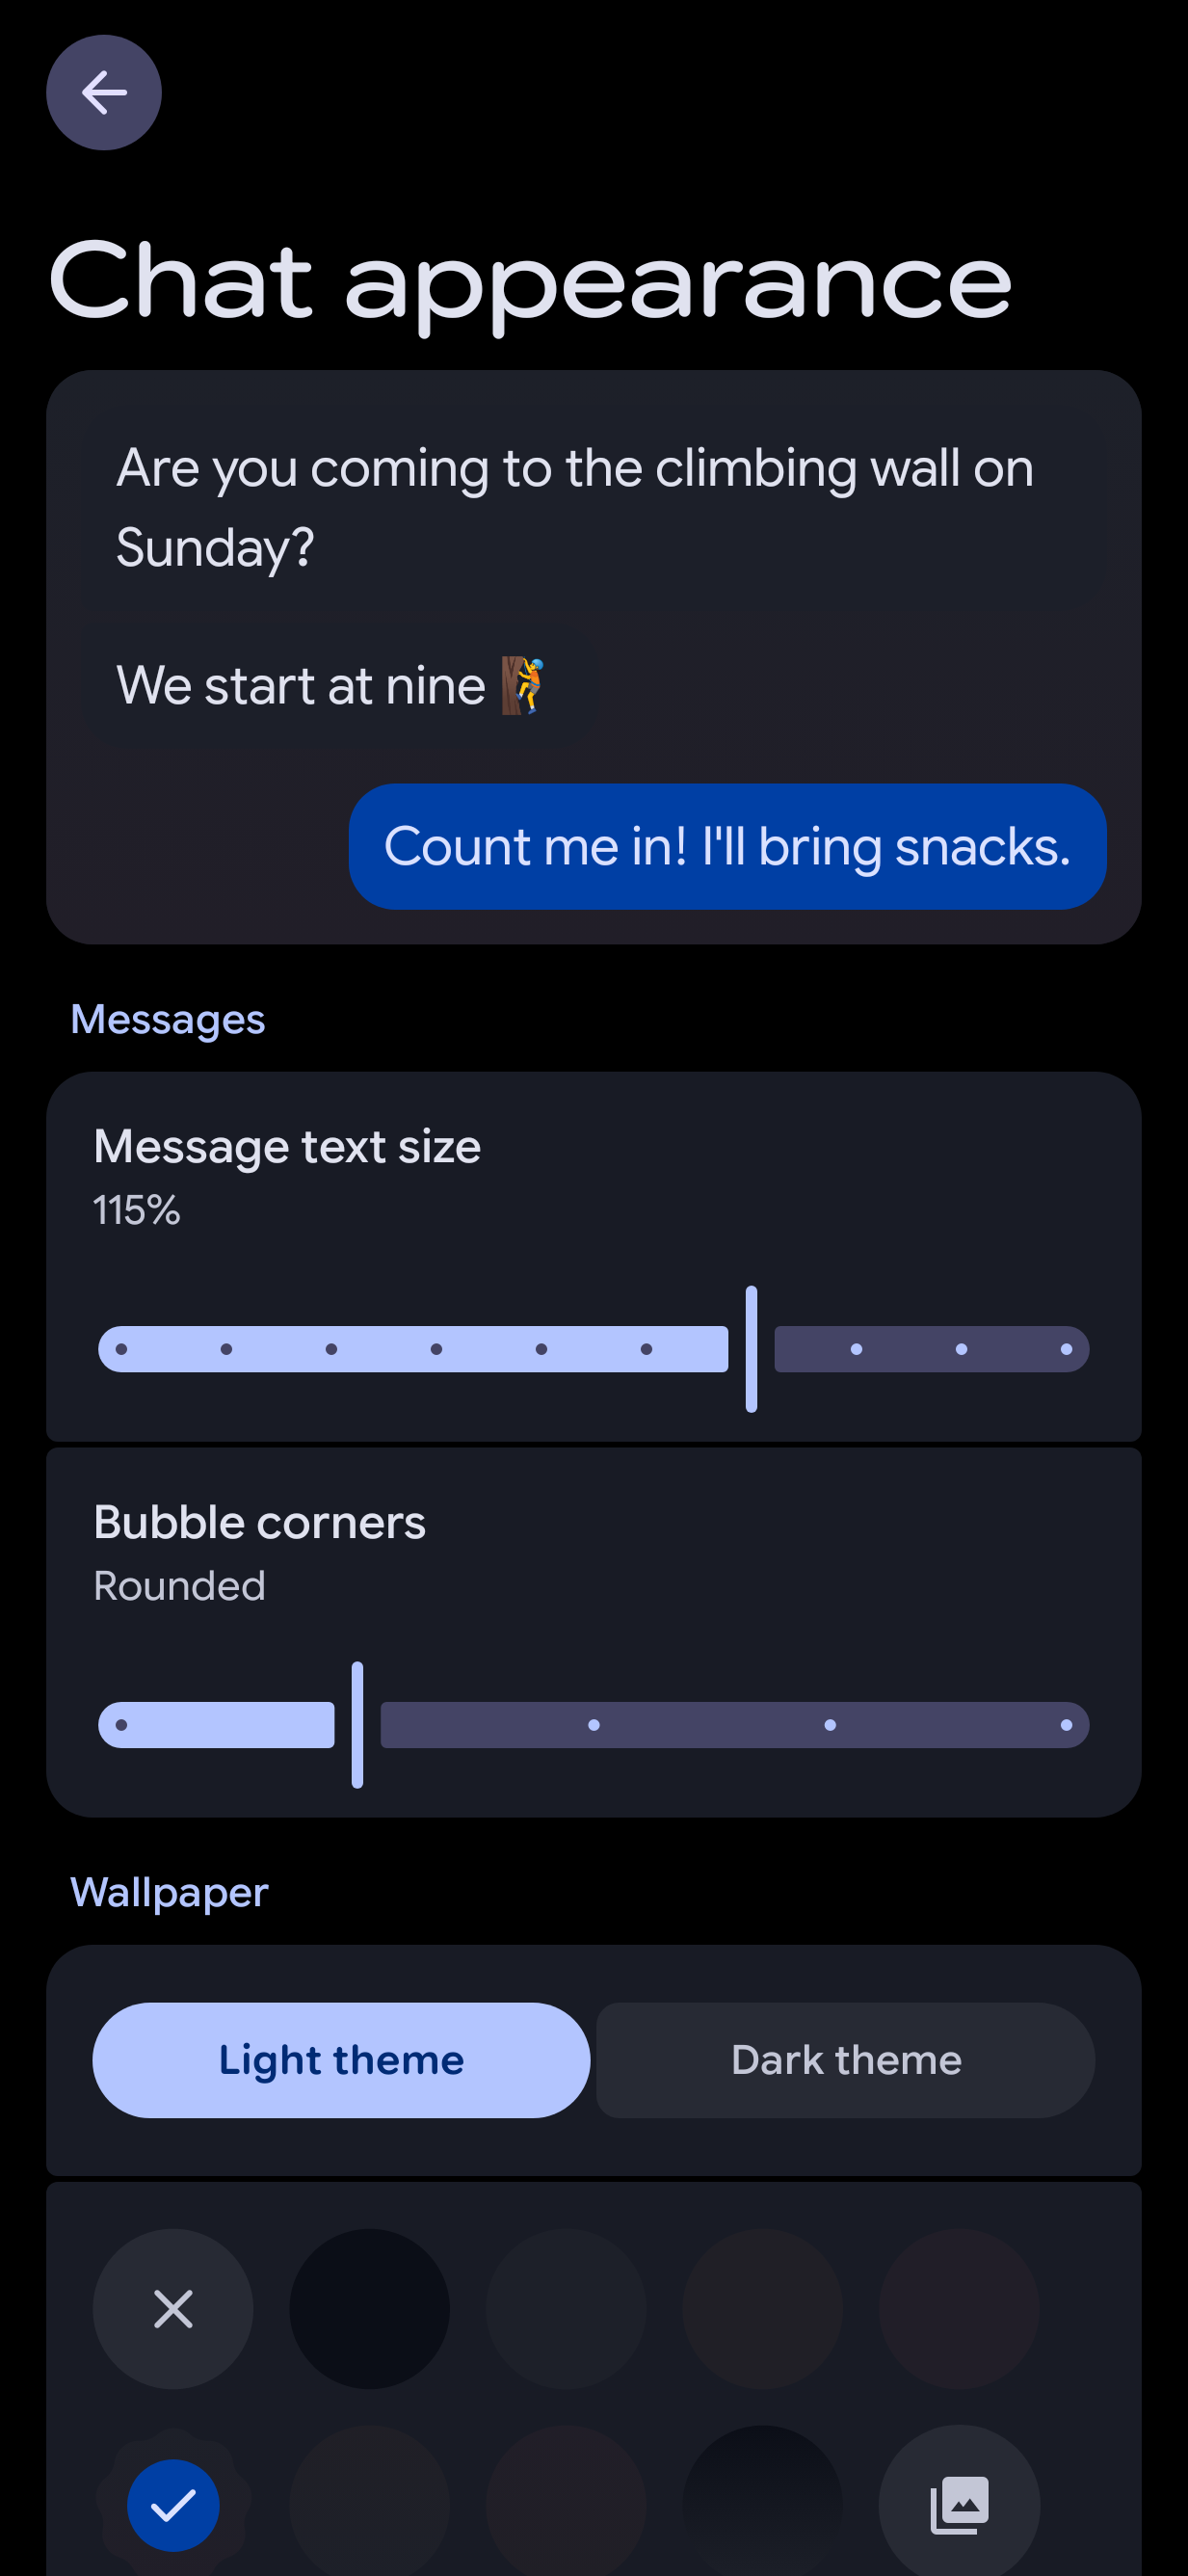 Chat appearance
Are you coming to the climbing wall on
Sunday?
We start at nine 🧗
Count me in! I'll bring snacks.
Messages
Message text size
115%
Bubble corners
Rounded
Wallpaper
Light theme
Dark theme